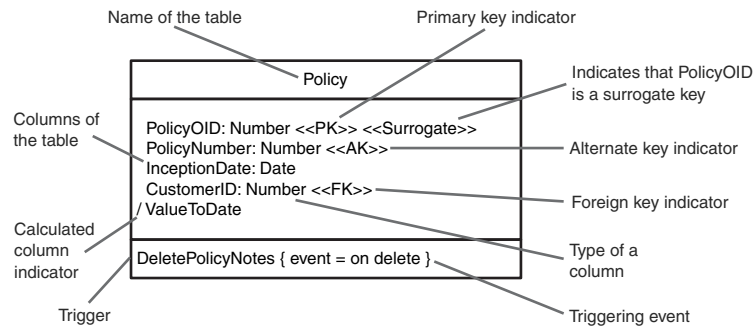 Name of the table
Primary key indicator
Policy
Indicates that PolicyOID
is a surrogate key
Columns of
the table
PolicyOID: Number <<PK>> <<Surrogate>>
PolicyNumber: Number <<AK>>
InceptionDate: Date
CustomerID: Number <<FK>>
/ ValueToDate
Alternate key indicator
Foreign key indicator
Calculated
column
indicator
Type of a
column
DeletePolicyNotes { event = on delete }
Trigger
Triggering event